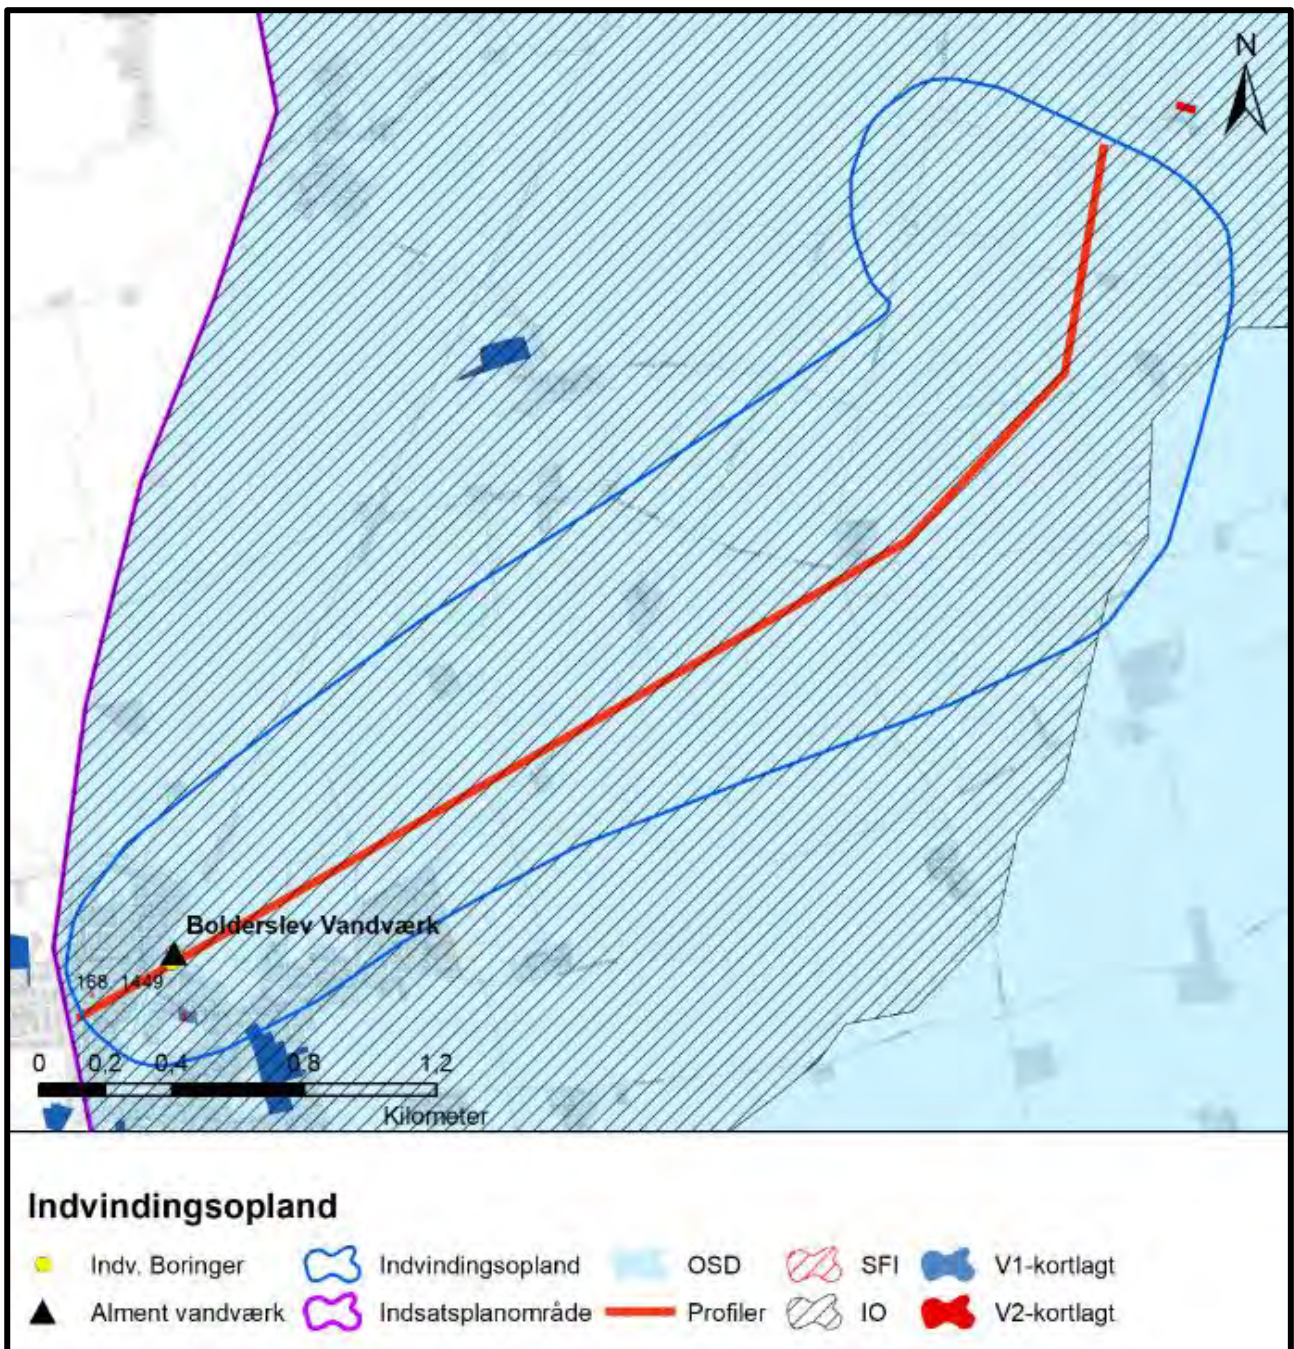 N
Bolderslev Vandværk
168. 1449
0 0,2 0,4 0,8 1,2
Kilometer
Indvindingsopland
Indv. Boringer Indvindingsopland OSD SFI V1-kortlagt
Alment vandværk Indsatsplanområde Profiler IO V2-kortlagt